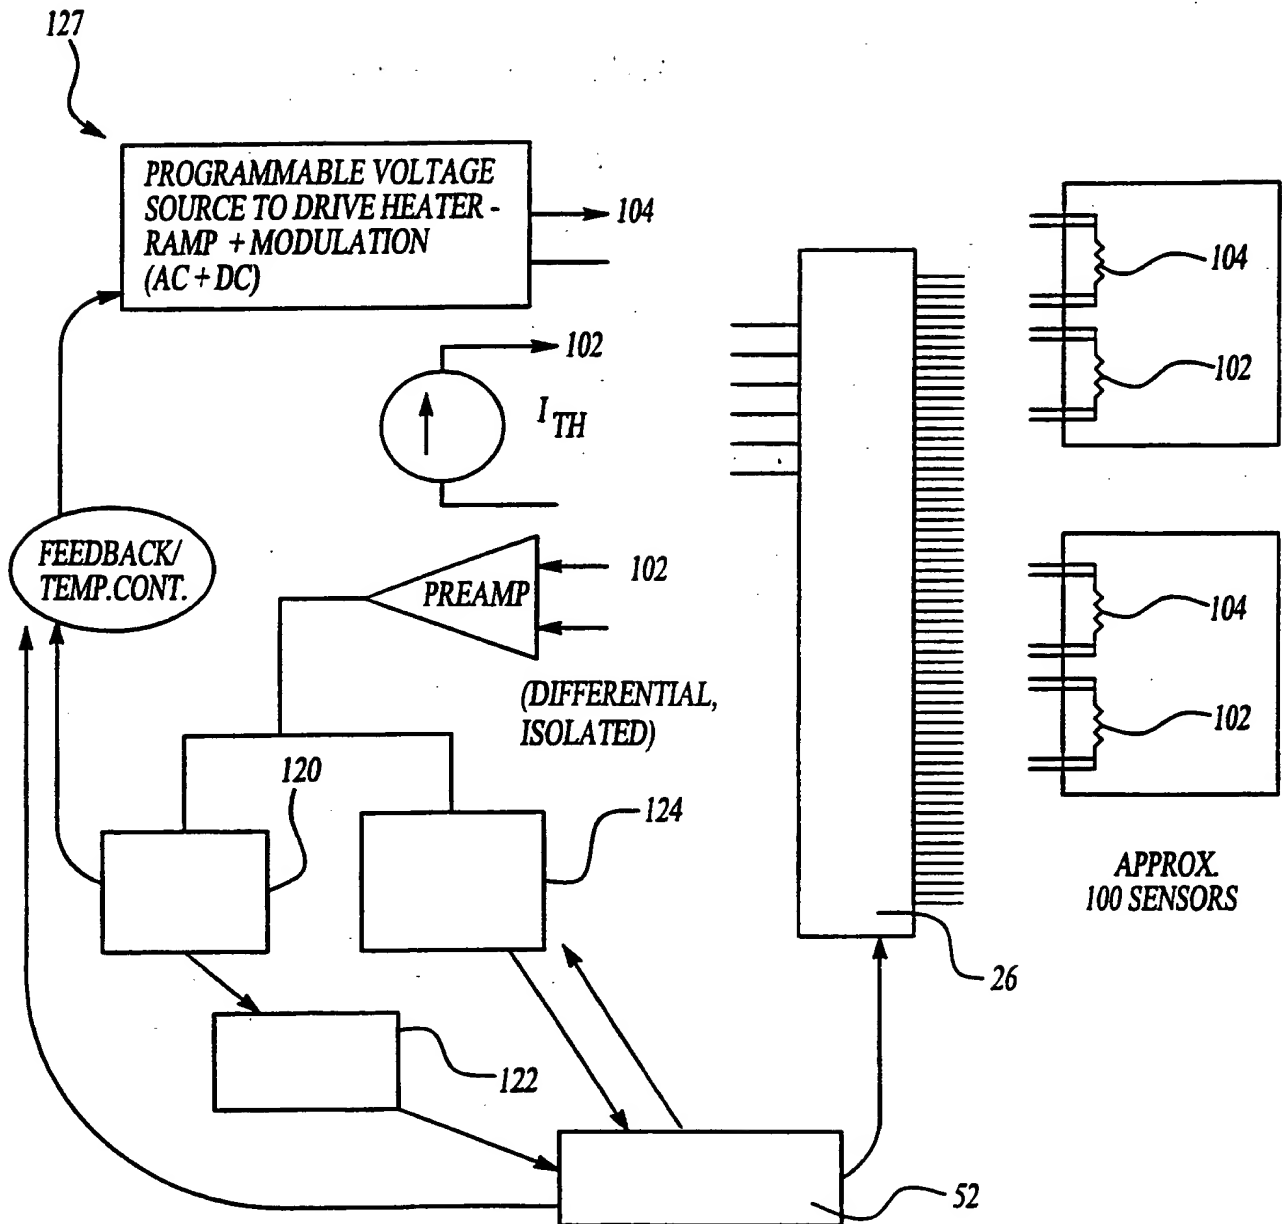 127
PROGRAMMABLE VOLTAGE
SOURCE TO DRIVE HEATER -
RAMP + MODULATION
(AC + DC)
104
102
I TH
FEEDBACK/
TEMP.CONT.
PREAMP
102
(DIFFERENTIAL,
ISOLATED)
120
124
122
52
26
104
102
104
102
APPROX.
100 SENSORS